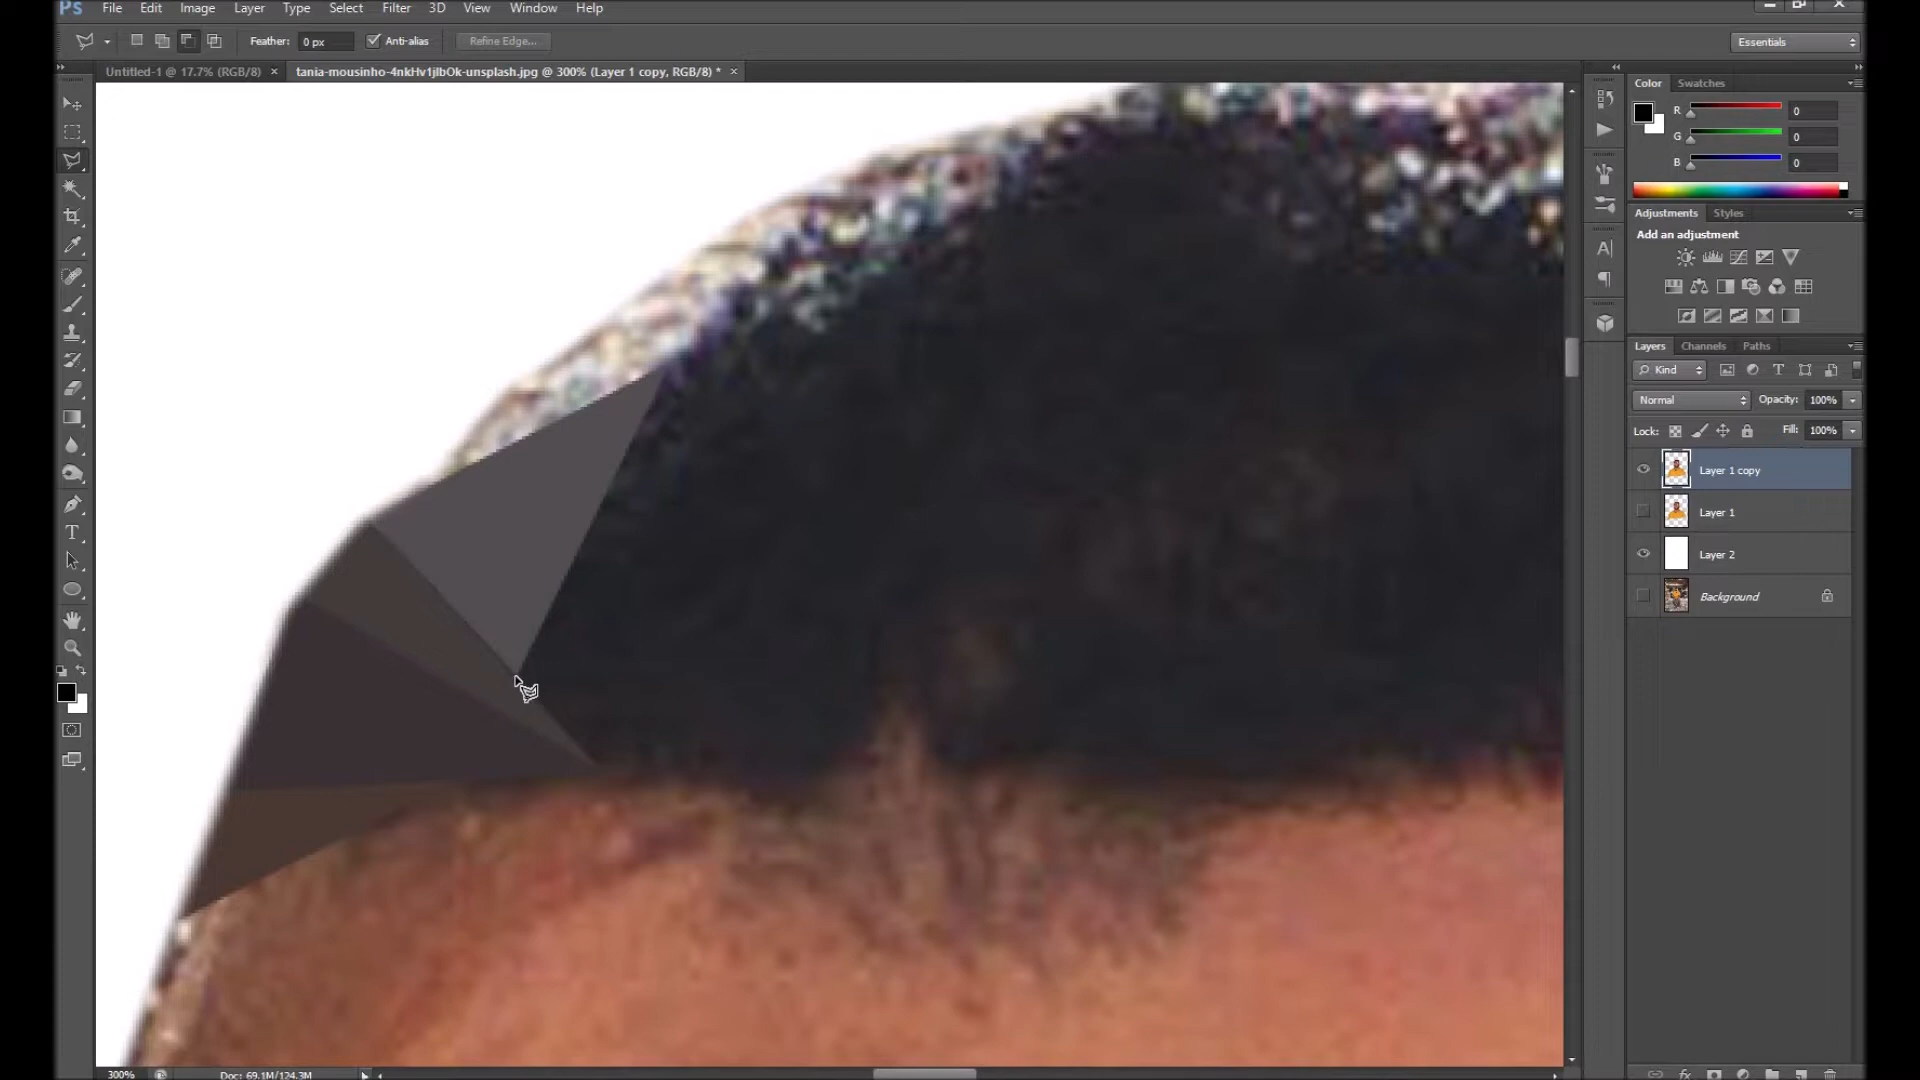 Ps File Edit Image Layer Type Select Filter 3D View Window Help
Feather: 0 px Anti-alias Refine Edge... Essentials
Untitled-1 @ 17.7% (RGB/8) × tania-mousinho-4nkHv1jlbOk-unsplash.jpg @ 300% (Layer 1 copy, RGB/8) * ×
Color Swatches
R 0
G 0
B 0
Adjustments Styles
Add an adjustment
Layers Channels Paths
Kind
Normal Opacity: 100%
Lock: Fill: 100%
Layer 1 copy
Layer 1
Layer 2
Background
300% Doc: 69.1M/124.3M